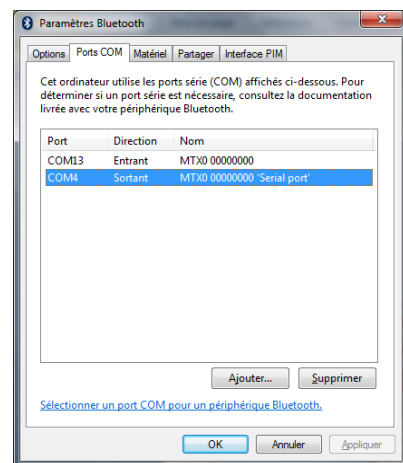 Paramètres Bluetooth
Options Ports COM Matériel Partager Interface PIM
Cet ordinateur utilise les ports série (COM) affichés ci-dessous. Pour
déterminer si un port série est nécessaire, consultez la documentation
livrée avec votre périphérique Bluetooth.
Port Direction Nom
COM13 Entrant MTX0 00000000
COM4 Sortant MTX0 00000000 'Serial port'
Ajouter... Supprimer
Sélectionner un port COM pour un périphérique Bluetooth.
OK Annuler Appliquer